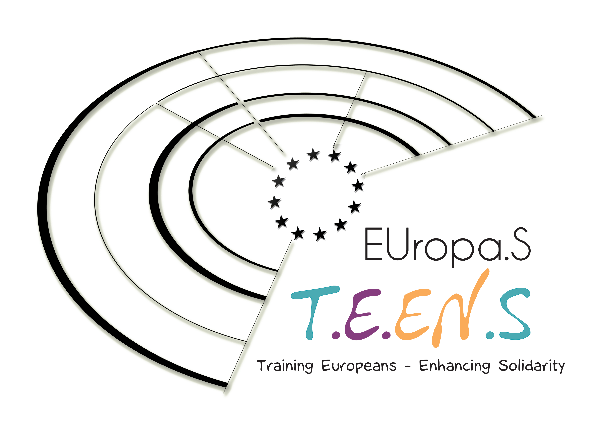 EUropa.S
T.E.EN.S
Training Europeans - Enhancing Solidarity